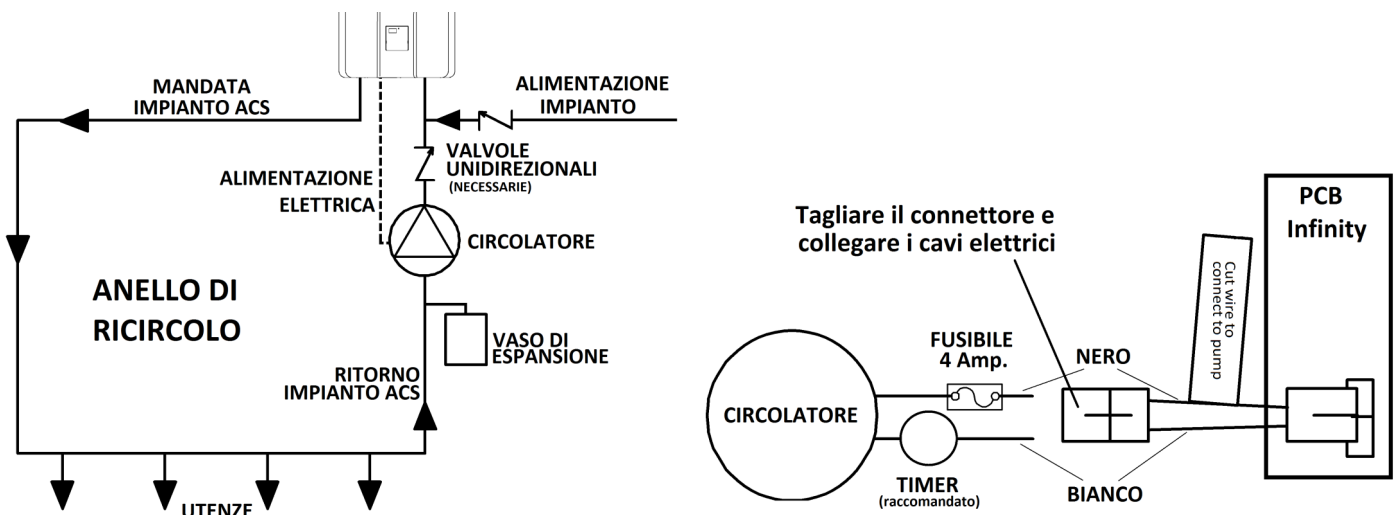 MANDATA
IMPIANTO ACS
ALIMENTAZIONE
IMPIANTO
VALVOLE
UNIDIREZIONALI
(NECESSARIE)
ALIMENTAZIONE
ELETTRICA
CIRCOLATORE
ANELLO DI
RICIRCOLO
VASO DI
ESPANSIONE
RITORNO
IMPIANTO ACS
UTENZE
Tagliare il connettore e
collegare i cavi elettrici
PCB
Infinity
Cut wire to
connect to pump
FUSIBILE
4 Amp.
NERO
CIRCOLATORE
TIMER
(raccomandato)
BIANCO